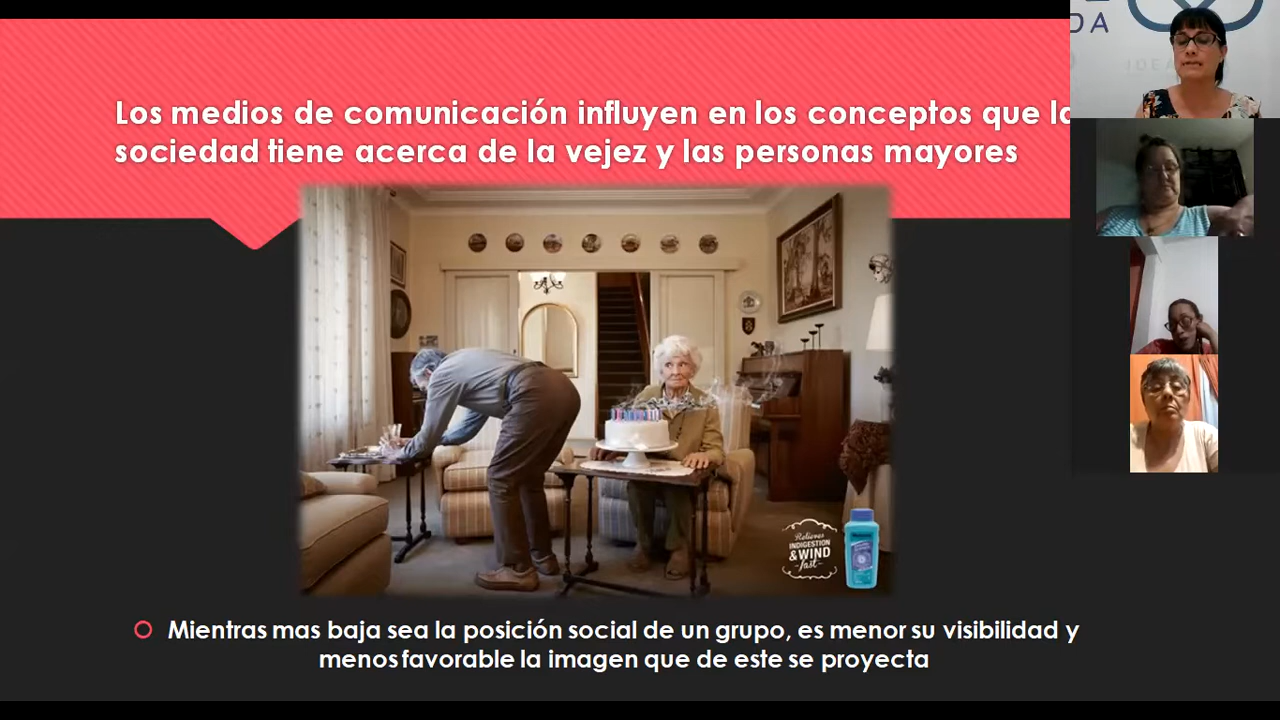 Los medios de comunicación influyen en los conceptos que la
sociedad tiene acerca de la vejez y las personas mayores
Relieves
INDIGESTION
& WIND
fast
Mientras mas baja sea la posición social de un grupo, es menor su visibilidad y
menos favorable la imagen que de este se proyecta
DA
IDEA